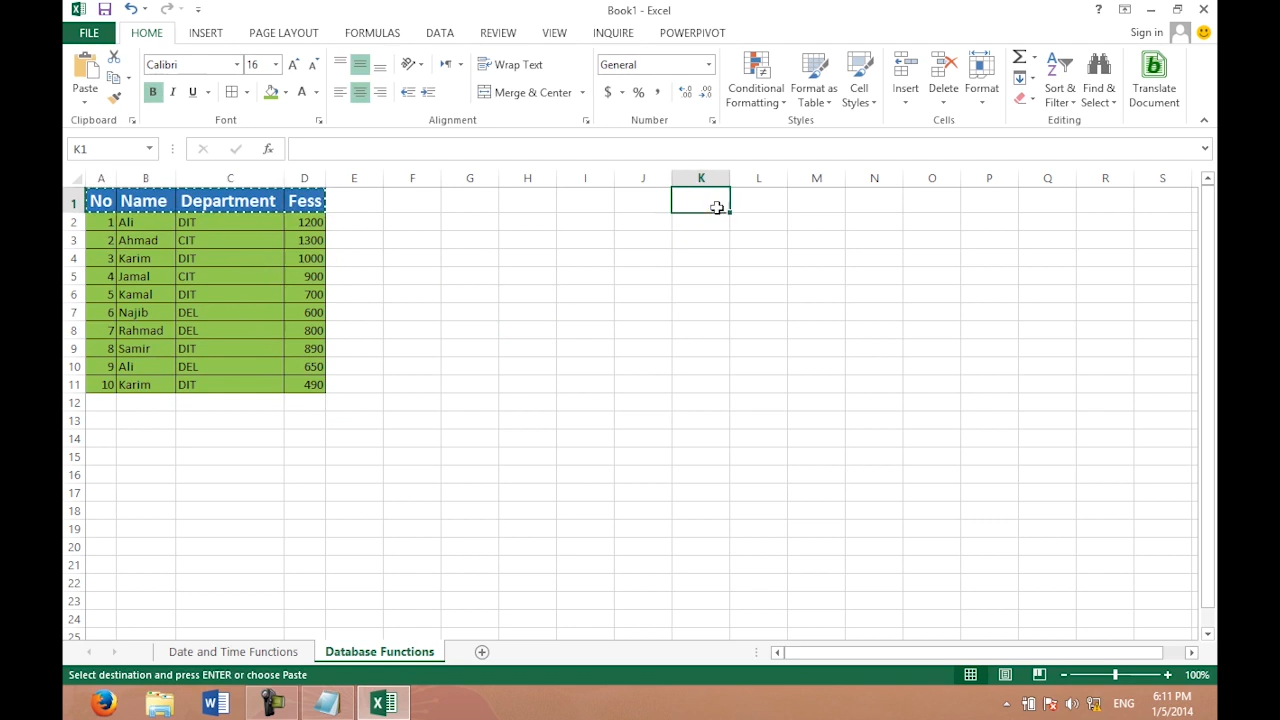 Book1 - Excel
?
FILE HOME INSERT PAGE LAYOUT FORMULAS DATA REVIEW VIEW INQUIRE POWERPIVOT Sign in
Calibri 16 Wrap Text General
Paste B I U Merge & Center $ % , Conditional Formatting Format as Table Cell Styles Insert Delete Format Sort & Filter Find & Select Translate Document
Clipboard Font Alignment Number Styles Cells Editing
K1 fx
A B C D E F G H I J K L M N O P Q R S
1 No Name Department Fess
2 1 Ali DIT 1200
3 2 Ahmad CIT 1300
4 3 Karim DIT 1000
5 4 Jamal CIT 900
6 5 Kamal DIT 700
7 6 Najib DEL 600
8 7 Rahmad DEL 800
9 8 Samir DIT 890
10 9 Ali DEL 650
11 10 Karim DIT 490
12
13
14
15
16
17
18
19
20
21
22
23
24
25
Date and Time Functions Database Functions
Select destination and press ENTER or choose Paste 100%
ENG 6:11 PM
1/5/2014